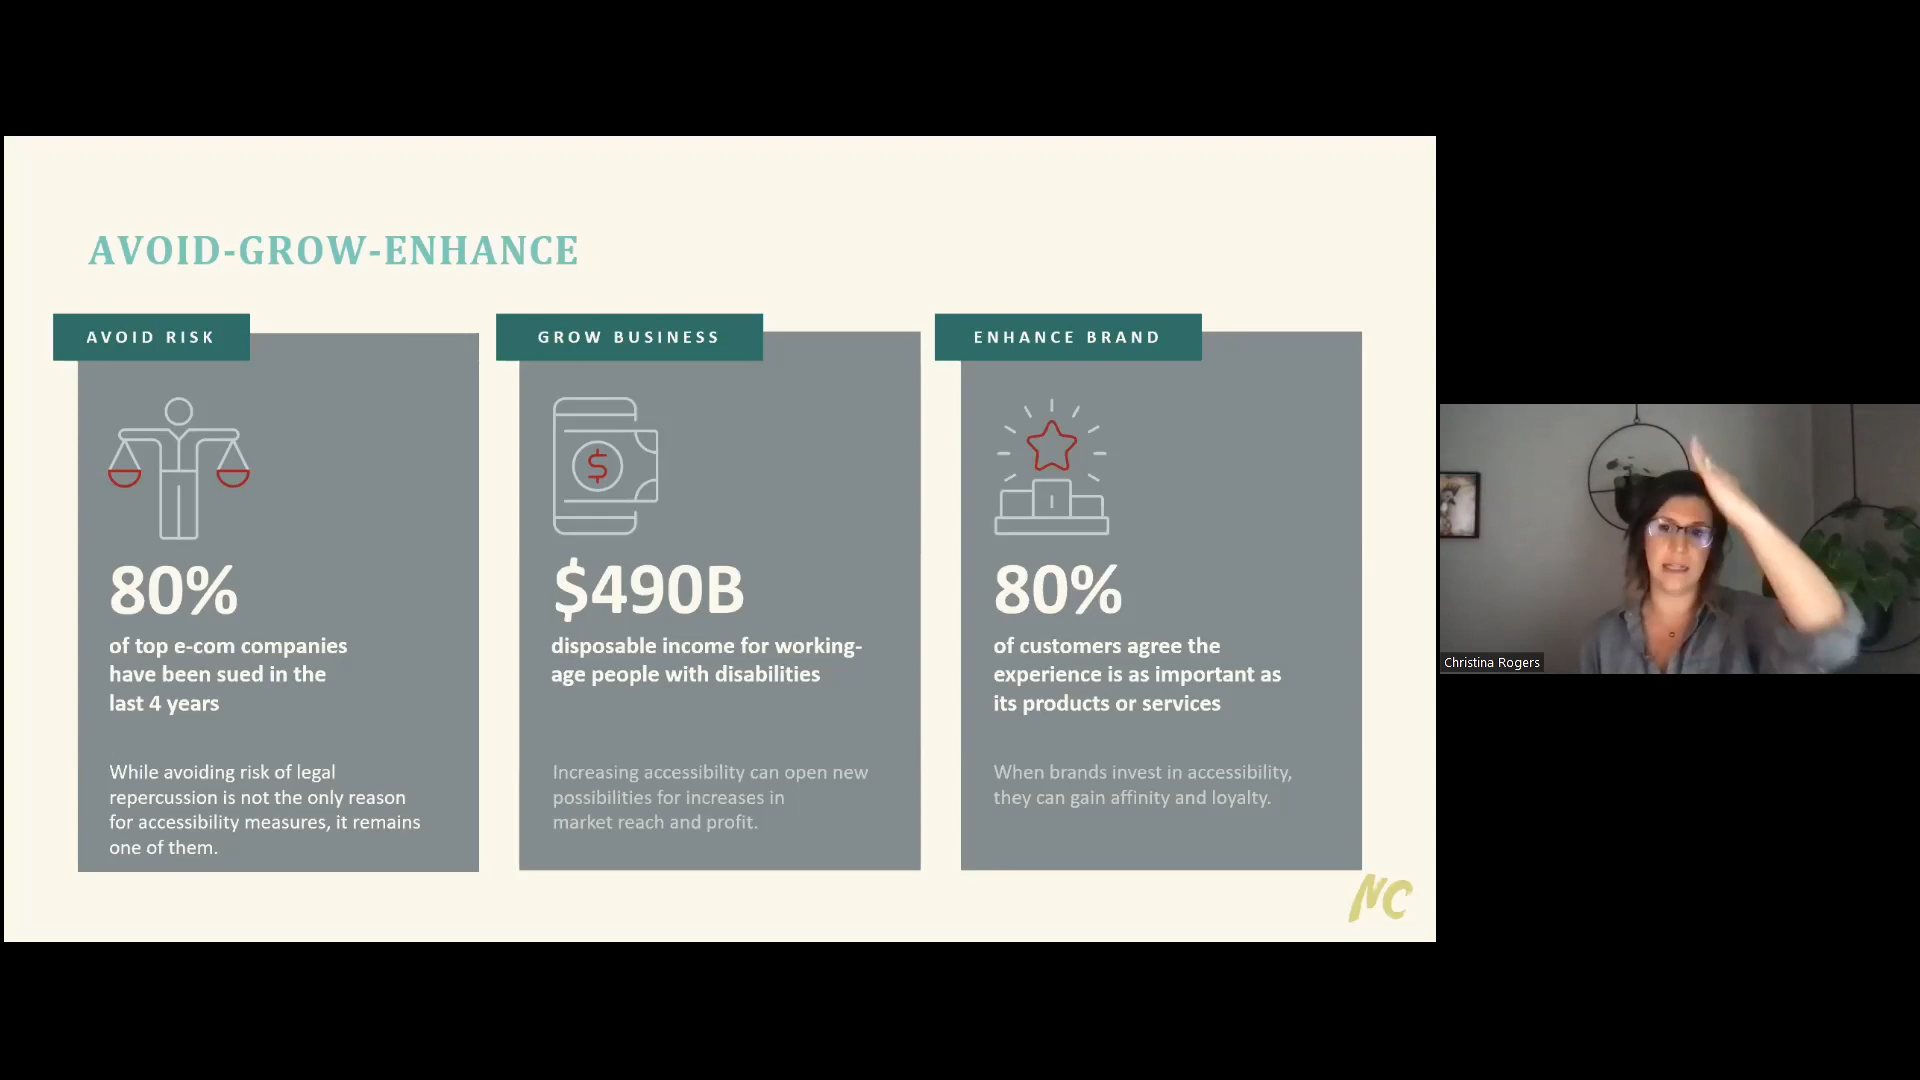 AVOID-GROW-ENHANCE
AVOID RISK
80%
of top e-com companies
have been sued in the
last 4 years
While avoiding risk of legal
repercussion is not the only reason
for accessibility measures, it remains
one of them.
GROW BUSINESS
$
$490B
disposable income for working-
age people with disabilities
Increasing accessibility can open new
possibilities for increases in
market reach and profit.
ENHANCE BRAND
80%
of customers agree the
experience is as important as
its products or services
When brands invest in accessibility,
they can gain affinity and loyalty.
NC
Christina Rogers